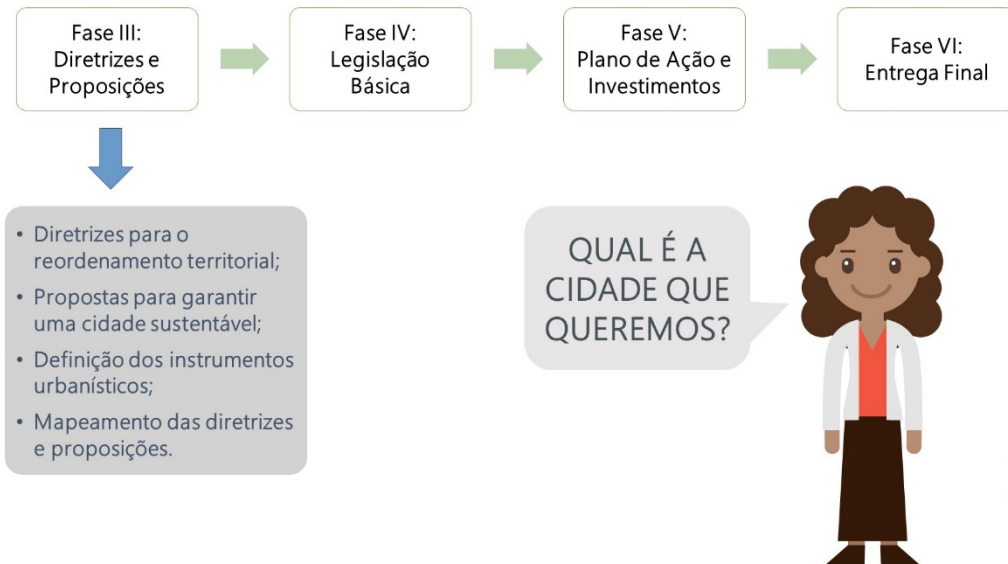 Fase III:
Diretrizes e
Proposições
Fase IV:
Legislação
Básica
Fase V:
Plano de Ação e
Investimentos
Fase VI:
Entrega Final
• Diretrizes para o
reordenamento territorial;
• Propostas para garantir
uma cidade sustentável;
• Definição dos instrumentos
urbanísticos;
• Mapeamento das diretrizes
e proposições.
QUAL É A
CIDADE QUE
QUEREMOS?